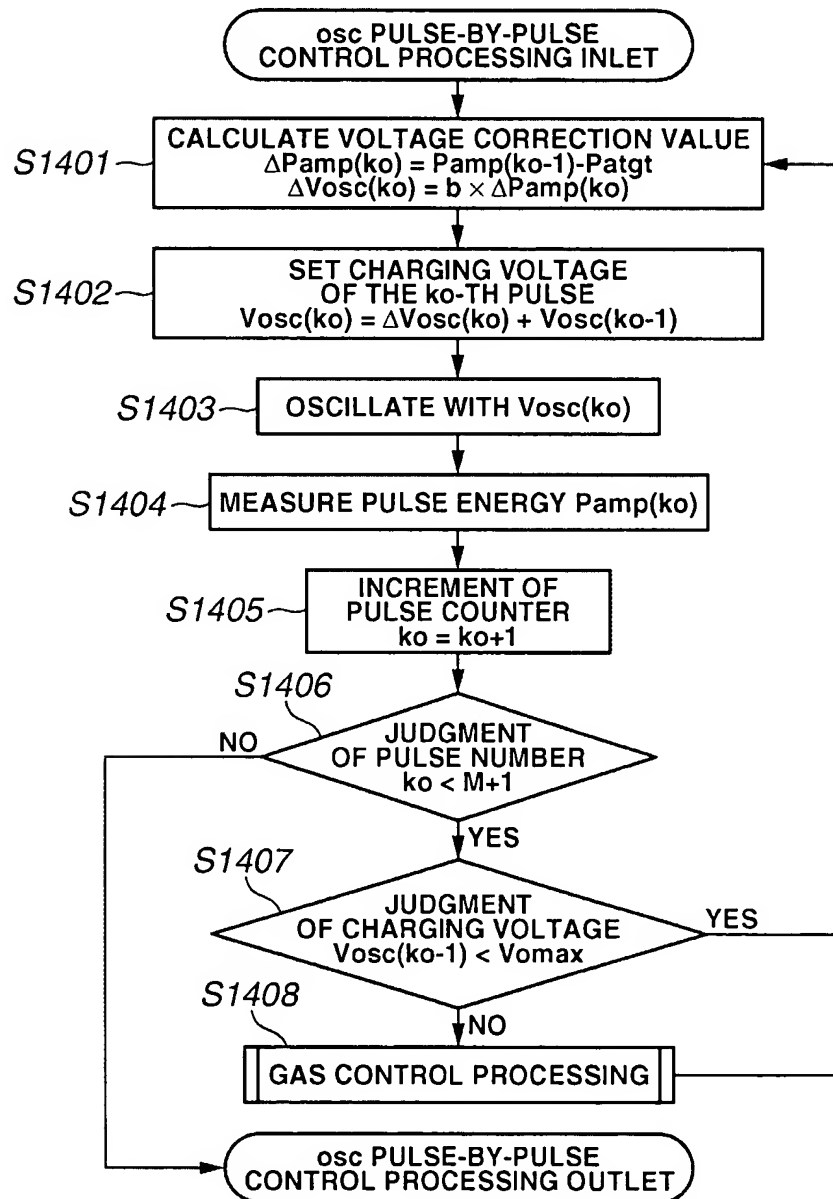 osc PULSE-BY-PULSE
CONTROL PROCESSING INLET
S1401
CALCULATE VOLTAGE CORRECTION VALUE
ΔPamp(ko) = Pamp(ko-1)-Patgt
ΔVosc(ko) = b × ΔPamp(ko)
S1402
SET CHARGING VOLTAGE
OF THE ko-TH PULSE
Vosc(ko) = ΔVosc(ko) + Vosc(ko-1)
S1403
OSCILLATE WITH Vosc(ko)
S1404
MEASURE PULSE ENERGY Pamp(ko)
S1405
INCREMENT OF
PULSE COUNTER
ko = ko+1
S1406
NO
JUDGMENT
OF PULSE NUMBER
ko < M+1
YES
S1407
JUDGMENT
OF CHARGING VOLTAGE
Vosc(ko-1) < Vomax
YES
S1408
NO
GAS CONTROL PROCESSING
osc PULSE-BY-PULSE
CONTROL PROCESSING OUTLET